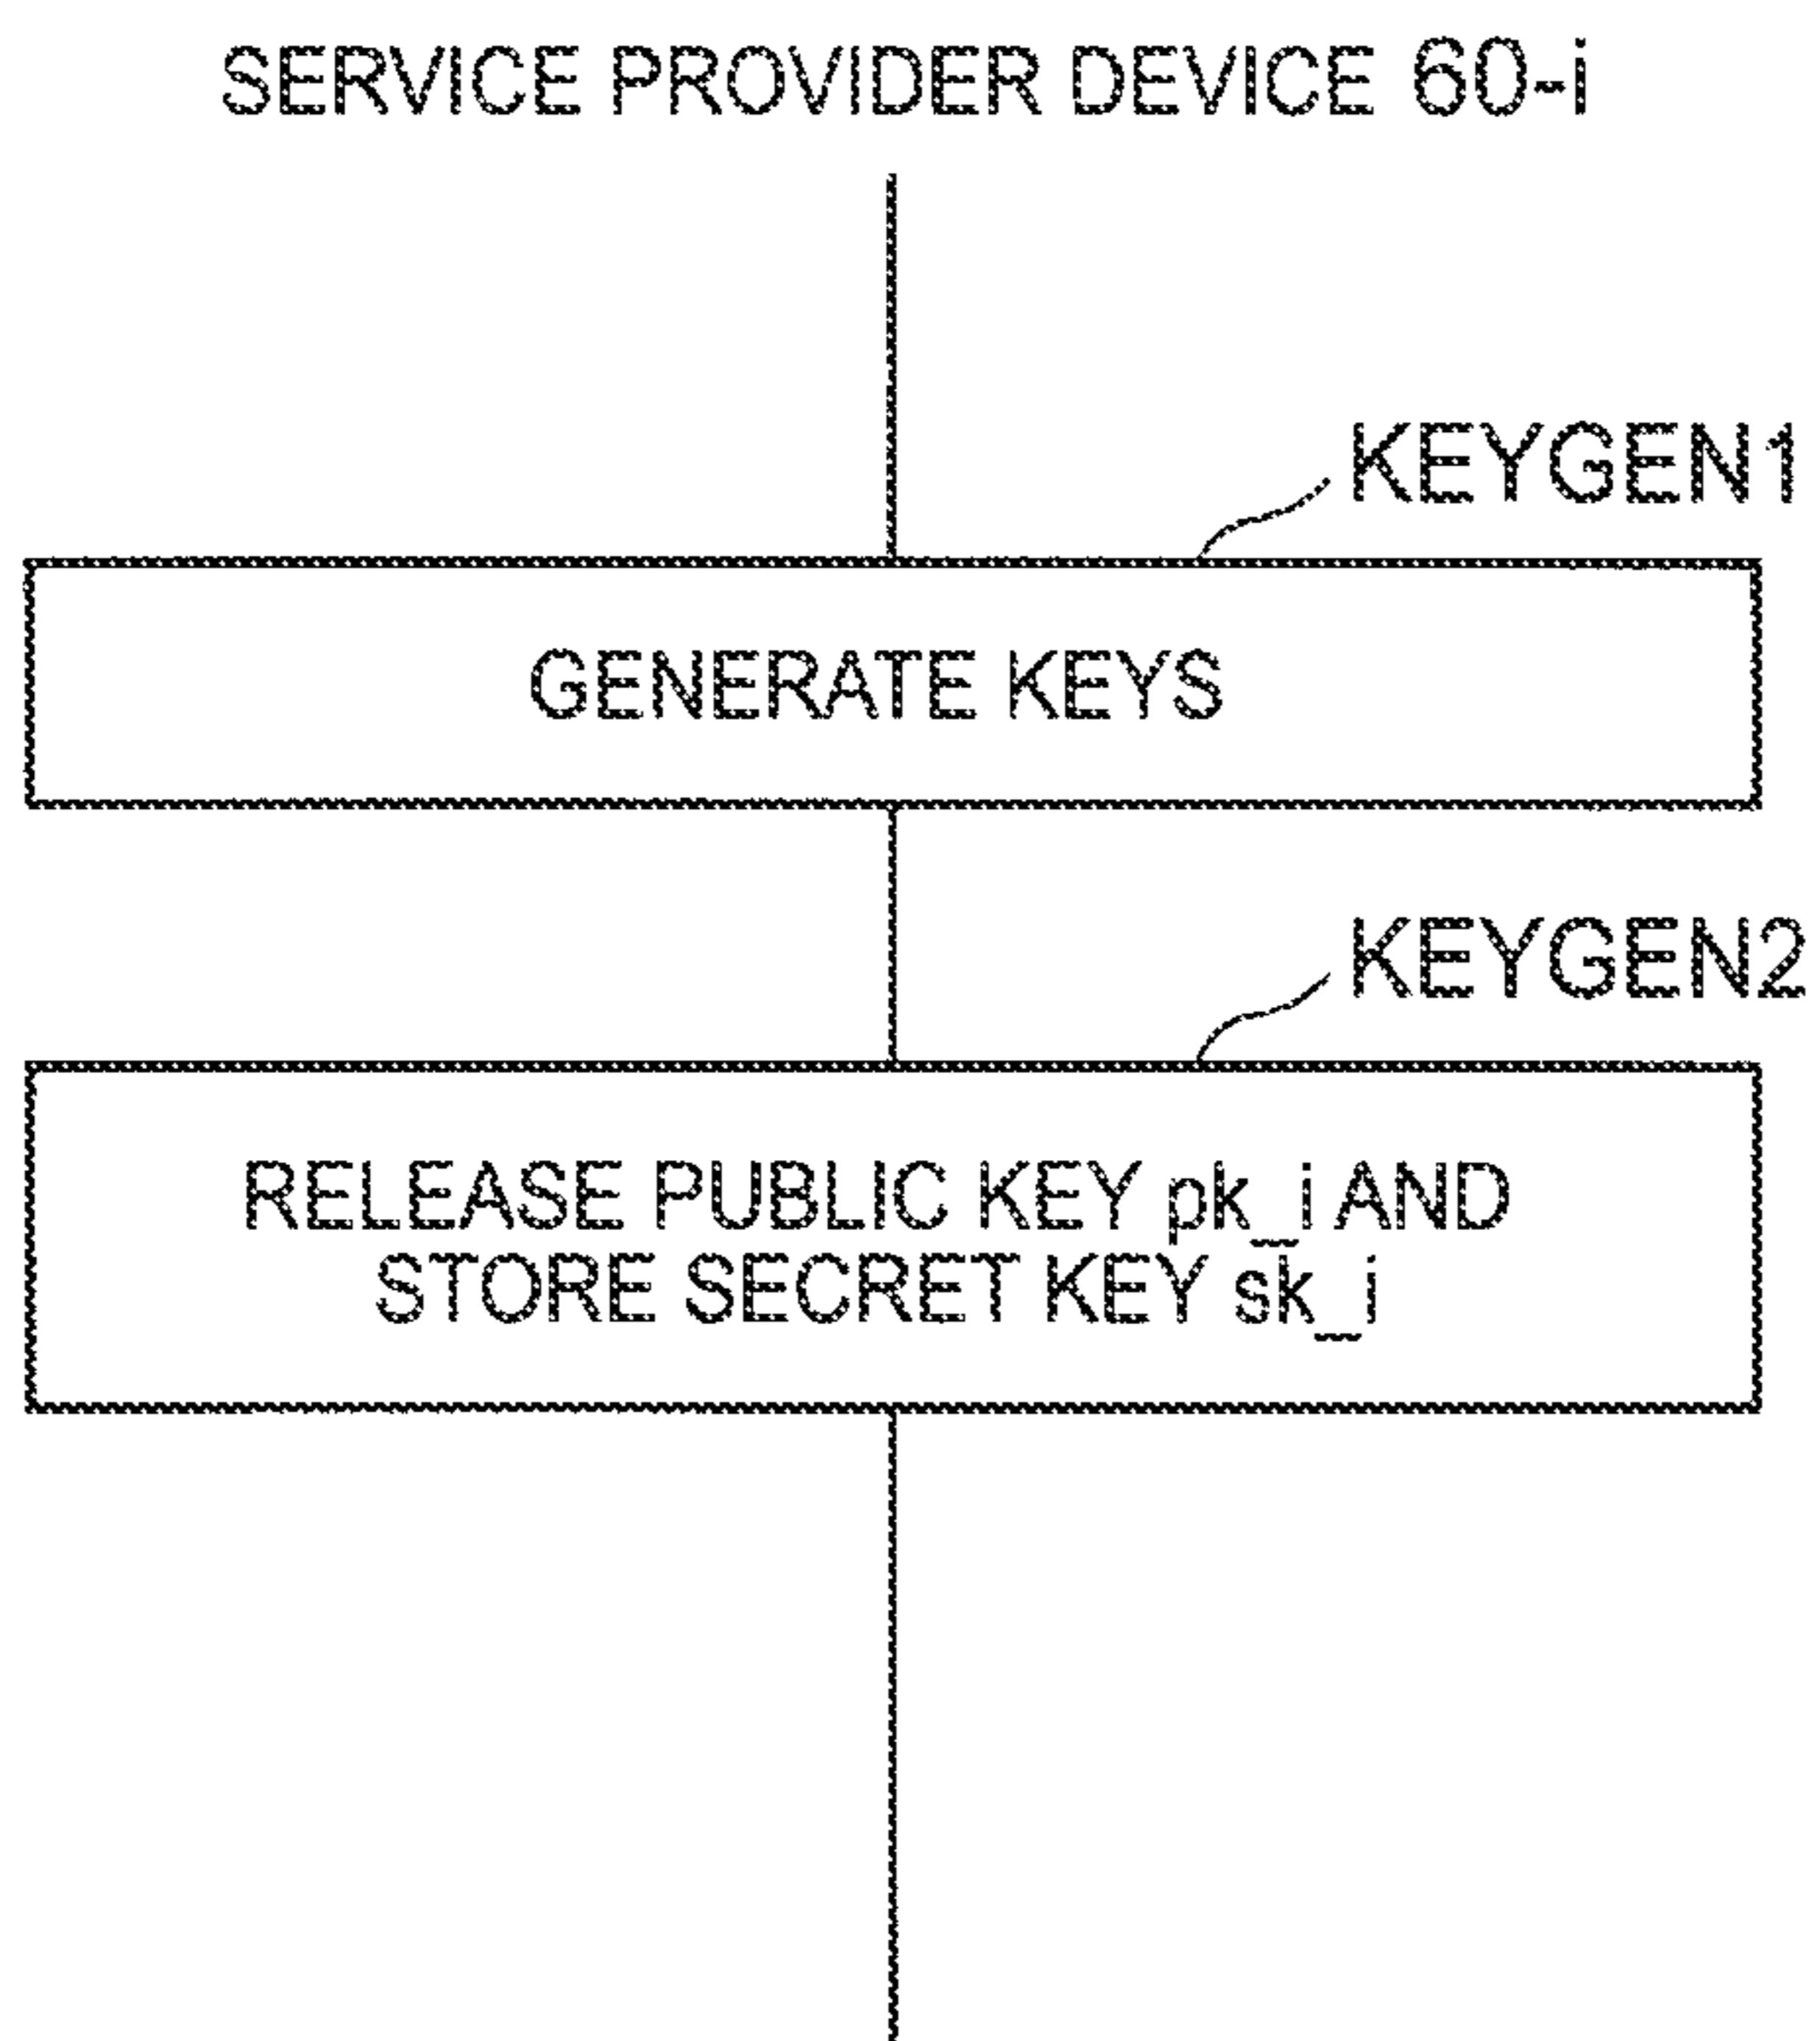 SERVICE PROVIDER DEVICE 60-i
KEYGEN1
GENERATE KEYS
KEYGEN2
RELEASE PUBLIC KEY pk_i AND
STORE SECRET KEY sk_i